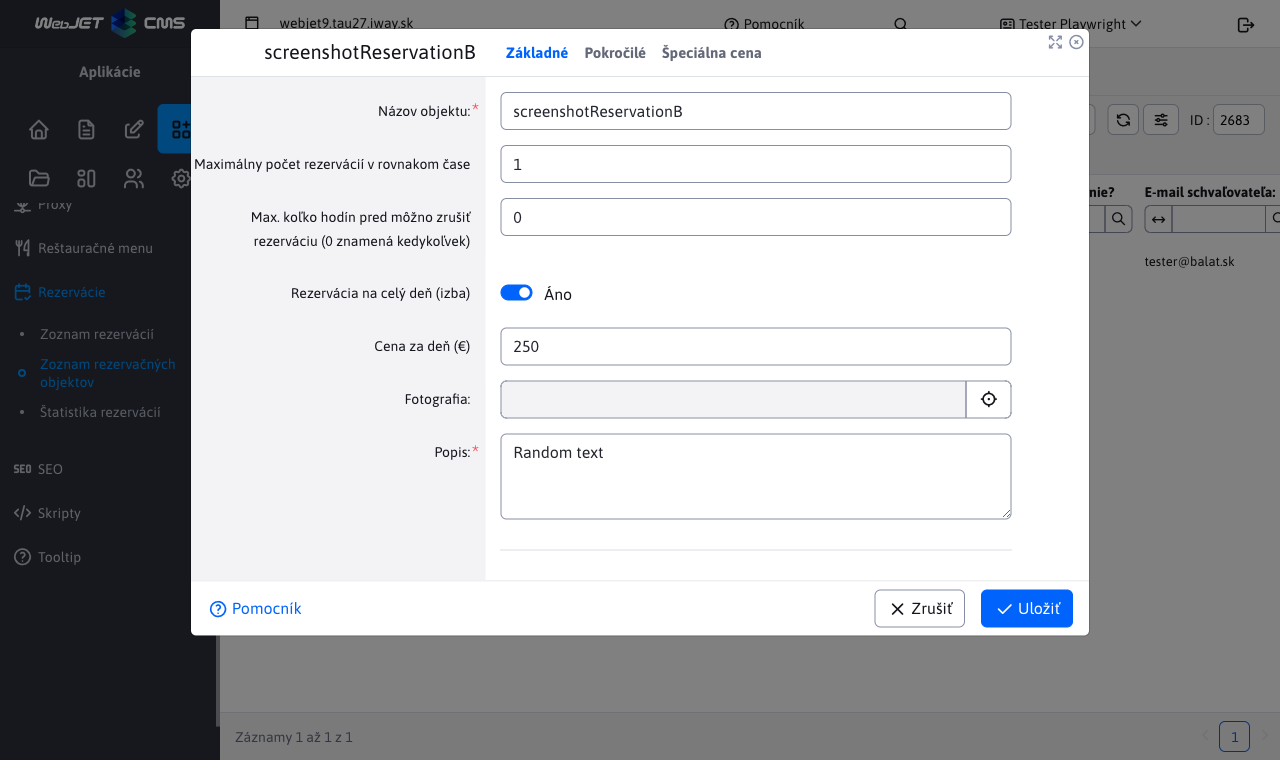 WebJET CMS
webjet9.tau27.iway.sk
Pomocník
Tester Playwright
Aplikácie
screenshotReservationB
Základné
Pokročilé
Špeciálna cena
Názov objektu:*
screenshotReservationB
Maximálny počet rezervácií v rovnakom čase
1
Max. koľko hodín pred môžno zrušiť
rezerváciu (0 znamená kedykoľvek)
0
Rezervácia na celý deň (izba)
Áno
Cena za deň (€)
250
Fotografia:
Popis:*
Random text
Pomocník
Zrušiť
Uložiť
ID :
2683
nie?
E-mail schvaľovateľa:
tester@balat.sk
Proxy
Reštauračné menu
Rezervácie
Zoznam rezervácií
Zoznam rezervačných
objektov
Štatistika rezervácií
SEO SEO
Skripty
Tooltip
Záznamy 1 až 1 z 1
1